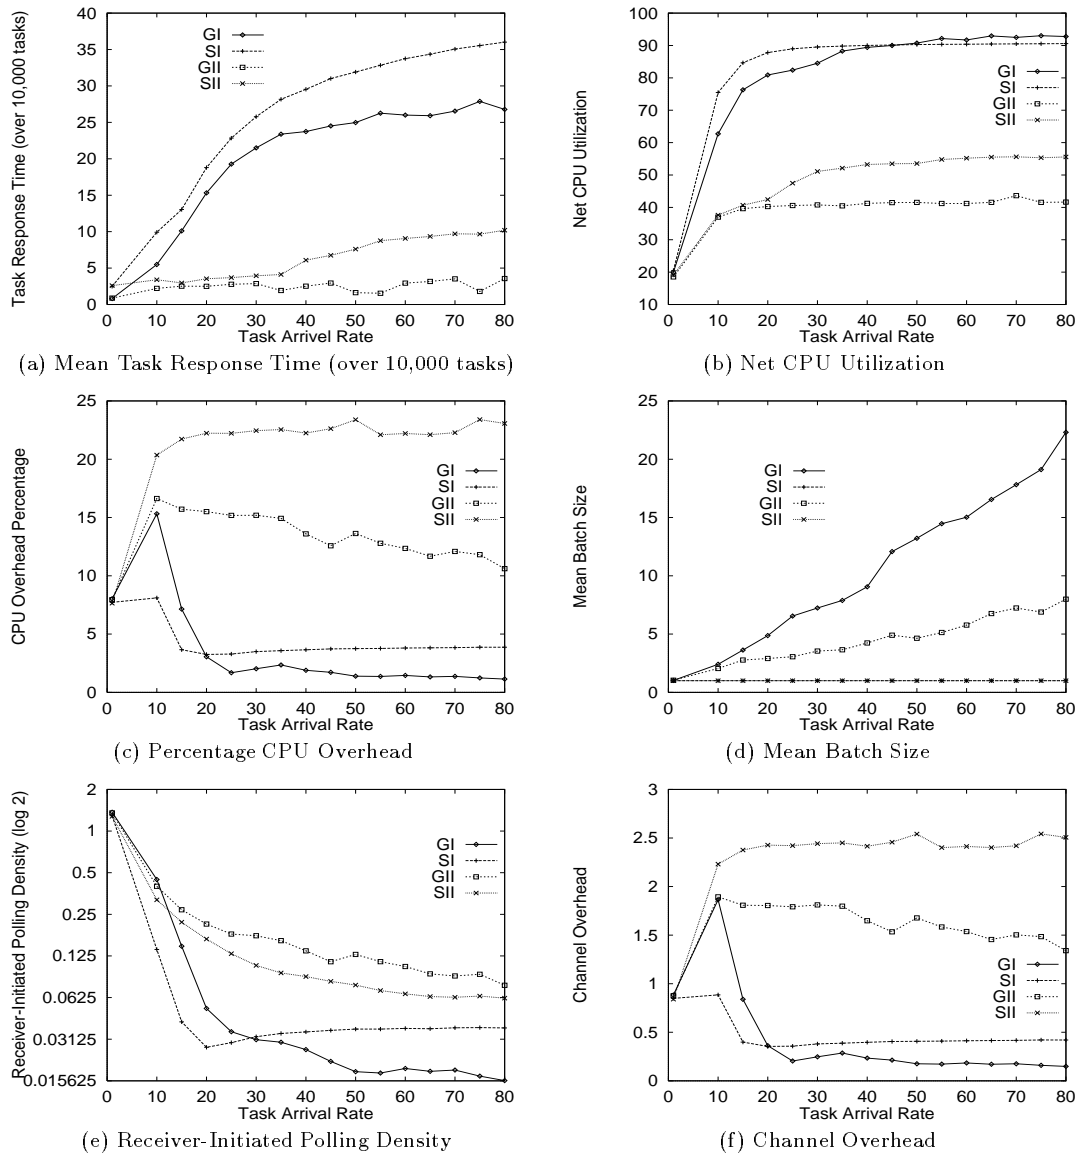 Task Response Time (over 10,000 tasks)
40
35
30
25
20
15
10
5
0
GI
SI
GII
SII
0 10 20 30 40 50 60 70 80
Task Arrivel Rate
(a) Mean Task Response Time (over 10,000 tasks)
Net CPU Utilization
100
90
80
70
60
50
40
30
20
10
GI
SI
GII
SII
0 10 20 30 40 50 60 70 80
Task Arrival Rate
(b) Net CPU Utilization
CPU Overhead Percentage
25
20
15
10
5
0
GI
SI
GII
SII
0 10 20 30 40 50 60 70 80
Task Arrival Rate
(c) Percentage CPU Overhead
Mean Batch Size
25
20
15
10
5
0
GI
SI
GII
SII
0 10 20 30 40 50 60 70 80
Task Arrival Rate
(d) Mean Batch Size
Receiver-Initiated Polling Density (log 2)
2
1
0.5
0.25
0.125
0.0625
0.03125
0.015625
GI
SI
GII
SII
0 10 20 30 40 50 60 70 80
Task Arrival Rate
(e) Receiver-Initiated Polling Density
Channel Overhead
3
2.5
2
1.5
1
0.5
0
GI
SI
GII
SII
0 10 20 30 40 50 60 70 80
Task Arrival Rate
(f) Channel Overhead